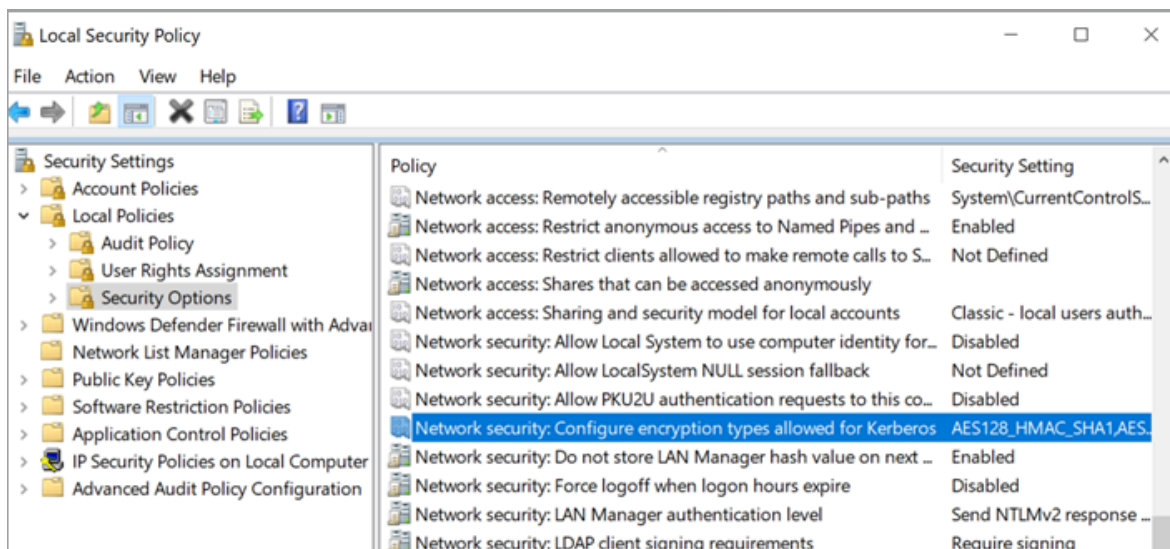 Local Security Policy
File Action View Help
Security Settings
Account Policies
Local Policies
Audit Policy
User Rights Assignment
Security Options
Windows Defender Firewall with Advai
Network List Manager Policies
Public Key Policies
Software Restriction Policies
Application Control Policies
IP Security Policies on Local Computer
Advanced Audit Policy Configuration
Policy Security Setting
Network access: Remotely accessible registry paths and sub-paths System\CurrentControlS...
Network access: Restrict anonymous access to Named Pipes and ... Enabled
Network access: Restrict clients allowed to make remote calls to S... Not Defined
Network access: Shares that can be accessed anonymously
Network access: Sharing and security model for local accounts Classic - local users auth...
Network security: Allow Local System to use computer identity for... Disabled
Network security: Allow LocalSystem NULL session fallback Not Defined
Network security: Allow PKU2U authentication requests to this co... Disabled
Network security: Configure encryption types allowed for Kerberos AES128_HMAC_SHA1,AES...
Network security: Do not store LAN Manager hash value on next ... Enabled
Network security: Force logoff when logon hours expire Disabled
Network security: LAN Manager authentication level Send NTLMv2 response ...
Network security: LDAP client signing requirements Require signing